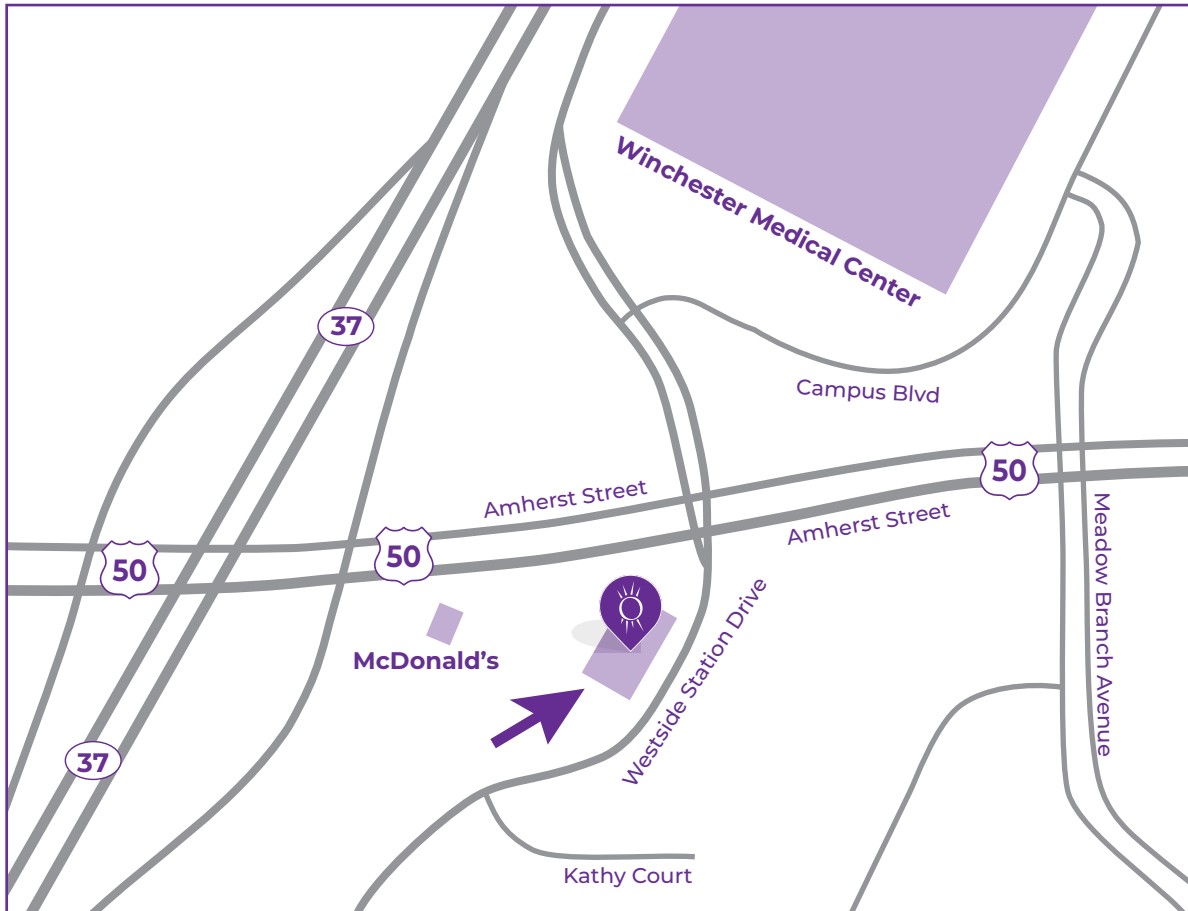 Winchester Medical Center
37
Campus Blvd
50
Amherst Street
Amherst Street
50
50
Meadow Branch Avenue
Westside Station Drive
McDonald’s
37
Kathy Court